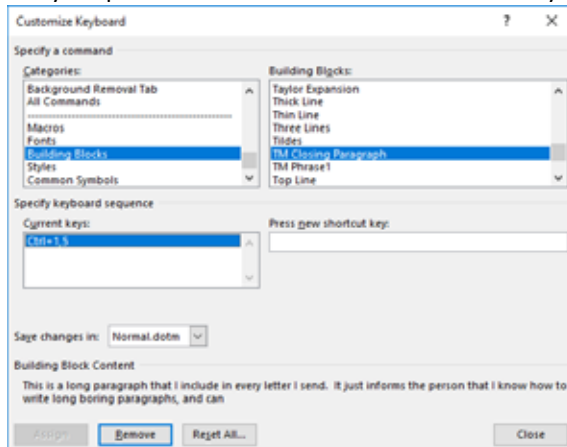 Customize Keyboard
Specify a command
Categories:
Building Blocks:
Background Removal Tab
All Commands
Macros
Fonts
Building Blocks
Styles
Common Symbols
Taylor Expansion
Thick Line
Thin Line
Three Lines
Tildes
TM Closing Paragraph
TM Phrase1
Top Line
Specify keyboard sequence
Current keys:
Press new shortcut key:
Ctrl+1,5
Save changes in: Normal.dotm
Building Block Content
This is a long paragraph that I include in every letter I send. It just informs the person that I know how to
write long boring paragraphs, and can
Assign
Remove
Reset All...
Close